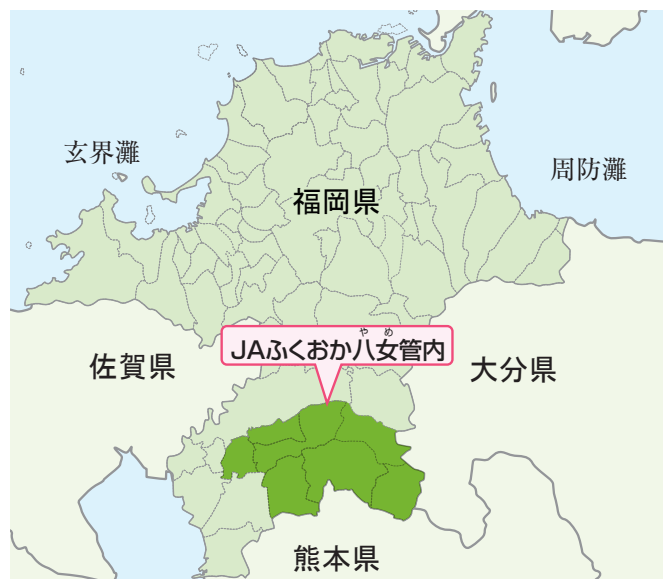 玄界灘
周防灘
福岡県
やめ
JAふくおか八女管内
佐賀県
大分県
熊本県